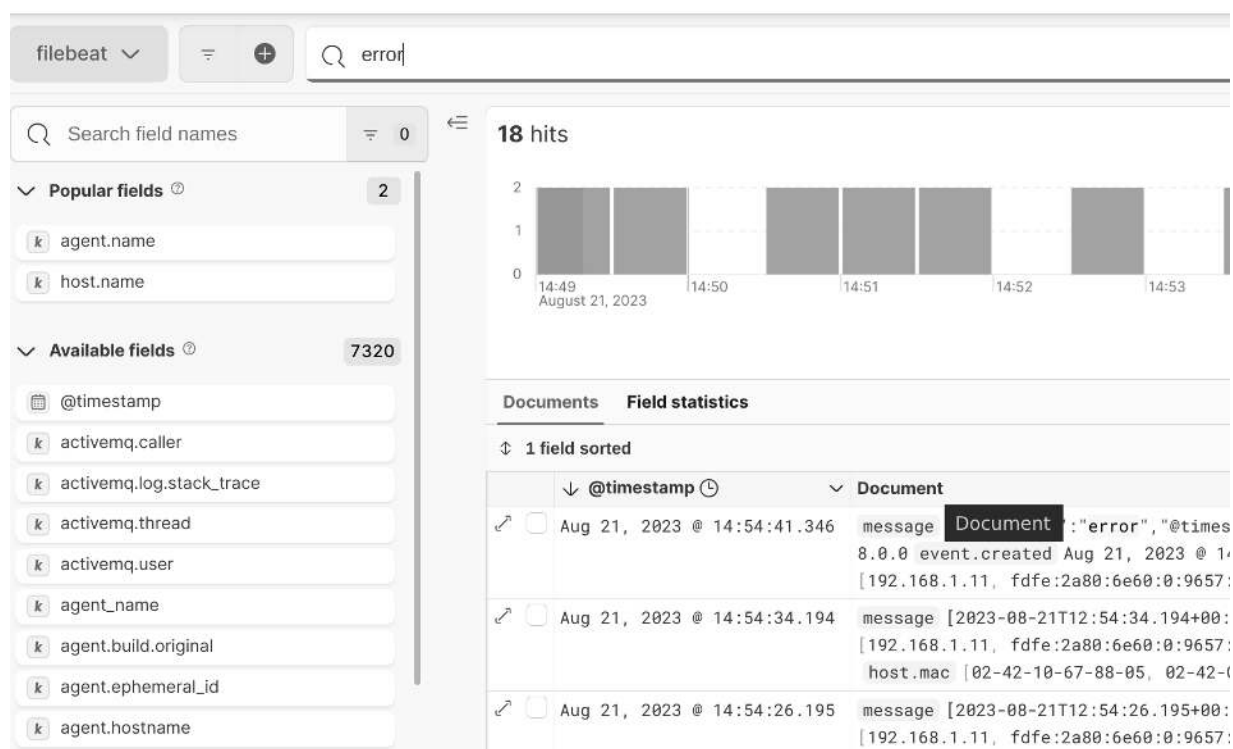 filebeat
error
Search field names
0
Popular fields
2
k agent.name
k host.name
Available fields
7320
@timestamp
k activemq.caller
k activemq.log.stack_trace
k activemq.thread
k activemq.user
k agent_name
k agent.build.original
k agent.ephemeral_id
k agent.hostname
18 hits
2
1
0
14:49
14:50
14:51
14:52
14:53
August 21, 2023
Documents Field statistics
1 field sorted
@timestamp Document
Aug 21, 2023 @ 14:54:41.346 message Document ":"error","@times
8.0.0 event.created Aug 21, 2023 @ 14
[192.168.1.11, fdfe:2a80:6e60:0:9657:
Aug 21, 2023 @ 14:54:34.194 message [2023-08-21T12:54:34.194+00:
[192.168.1.11, fdfe:2a80:6e60:0:9657:
host.mac [02-42-10-67-88-05, 02-42-
Aug 21, 2023 @ 14:54:26.195 message [2023-08-21T12:54:26.195+00:
[192.168.1.11, fdfe:2a80:6e60:0:9657: